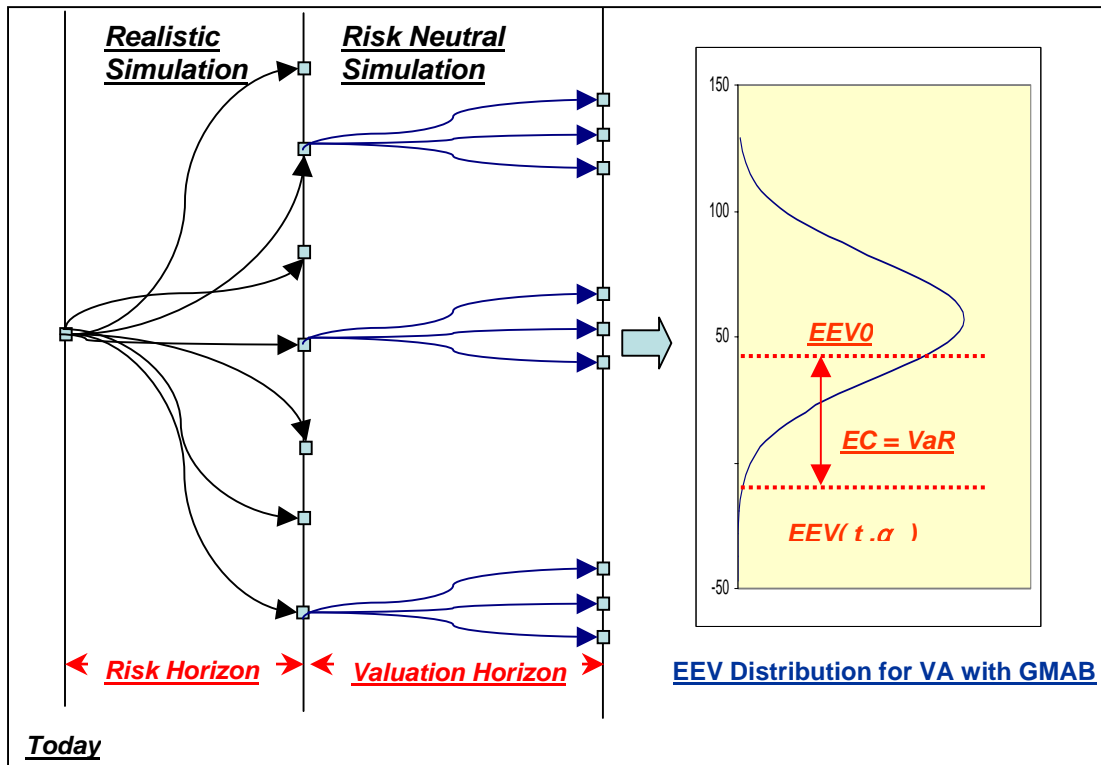 Realistic
Simulation
Risk Neutral
Simulation
150
100
50
-50
EEV0
EC = VaR
EEV( t ,α )
Risk Horizon
Valuation Horizon
EEV Distribution for VA with GMAB
Today